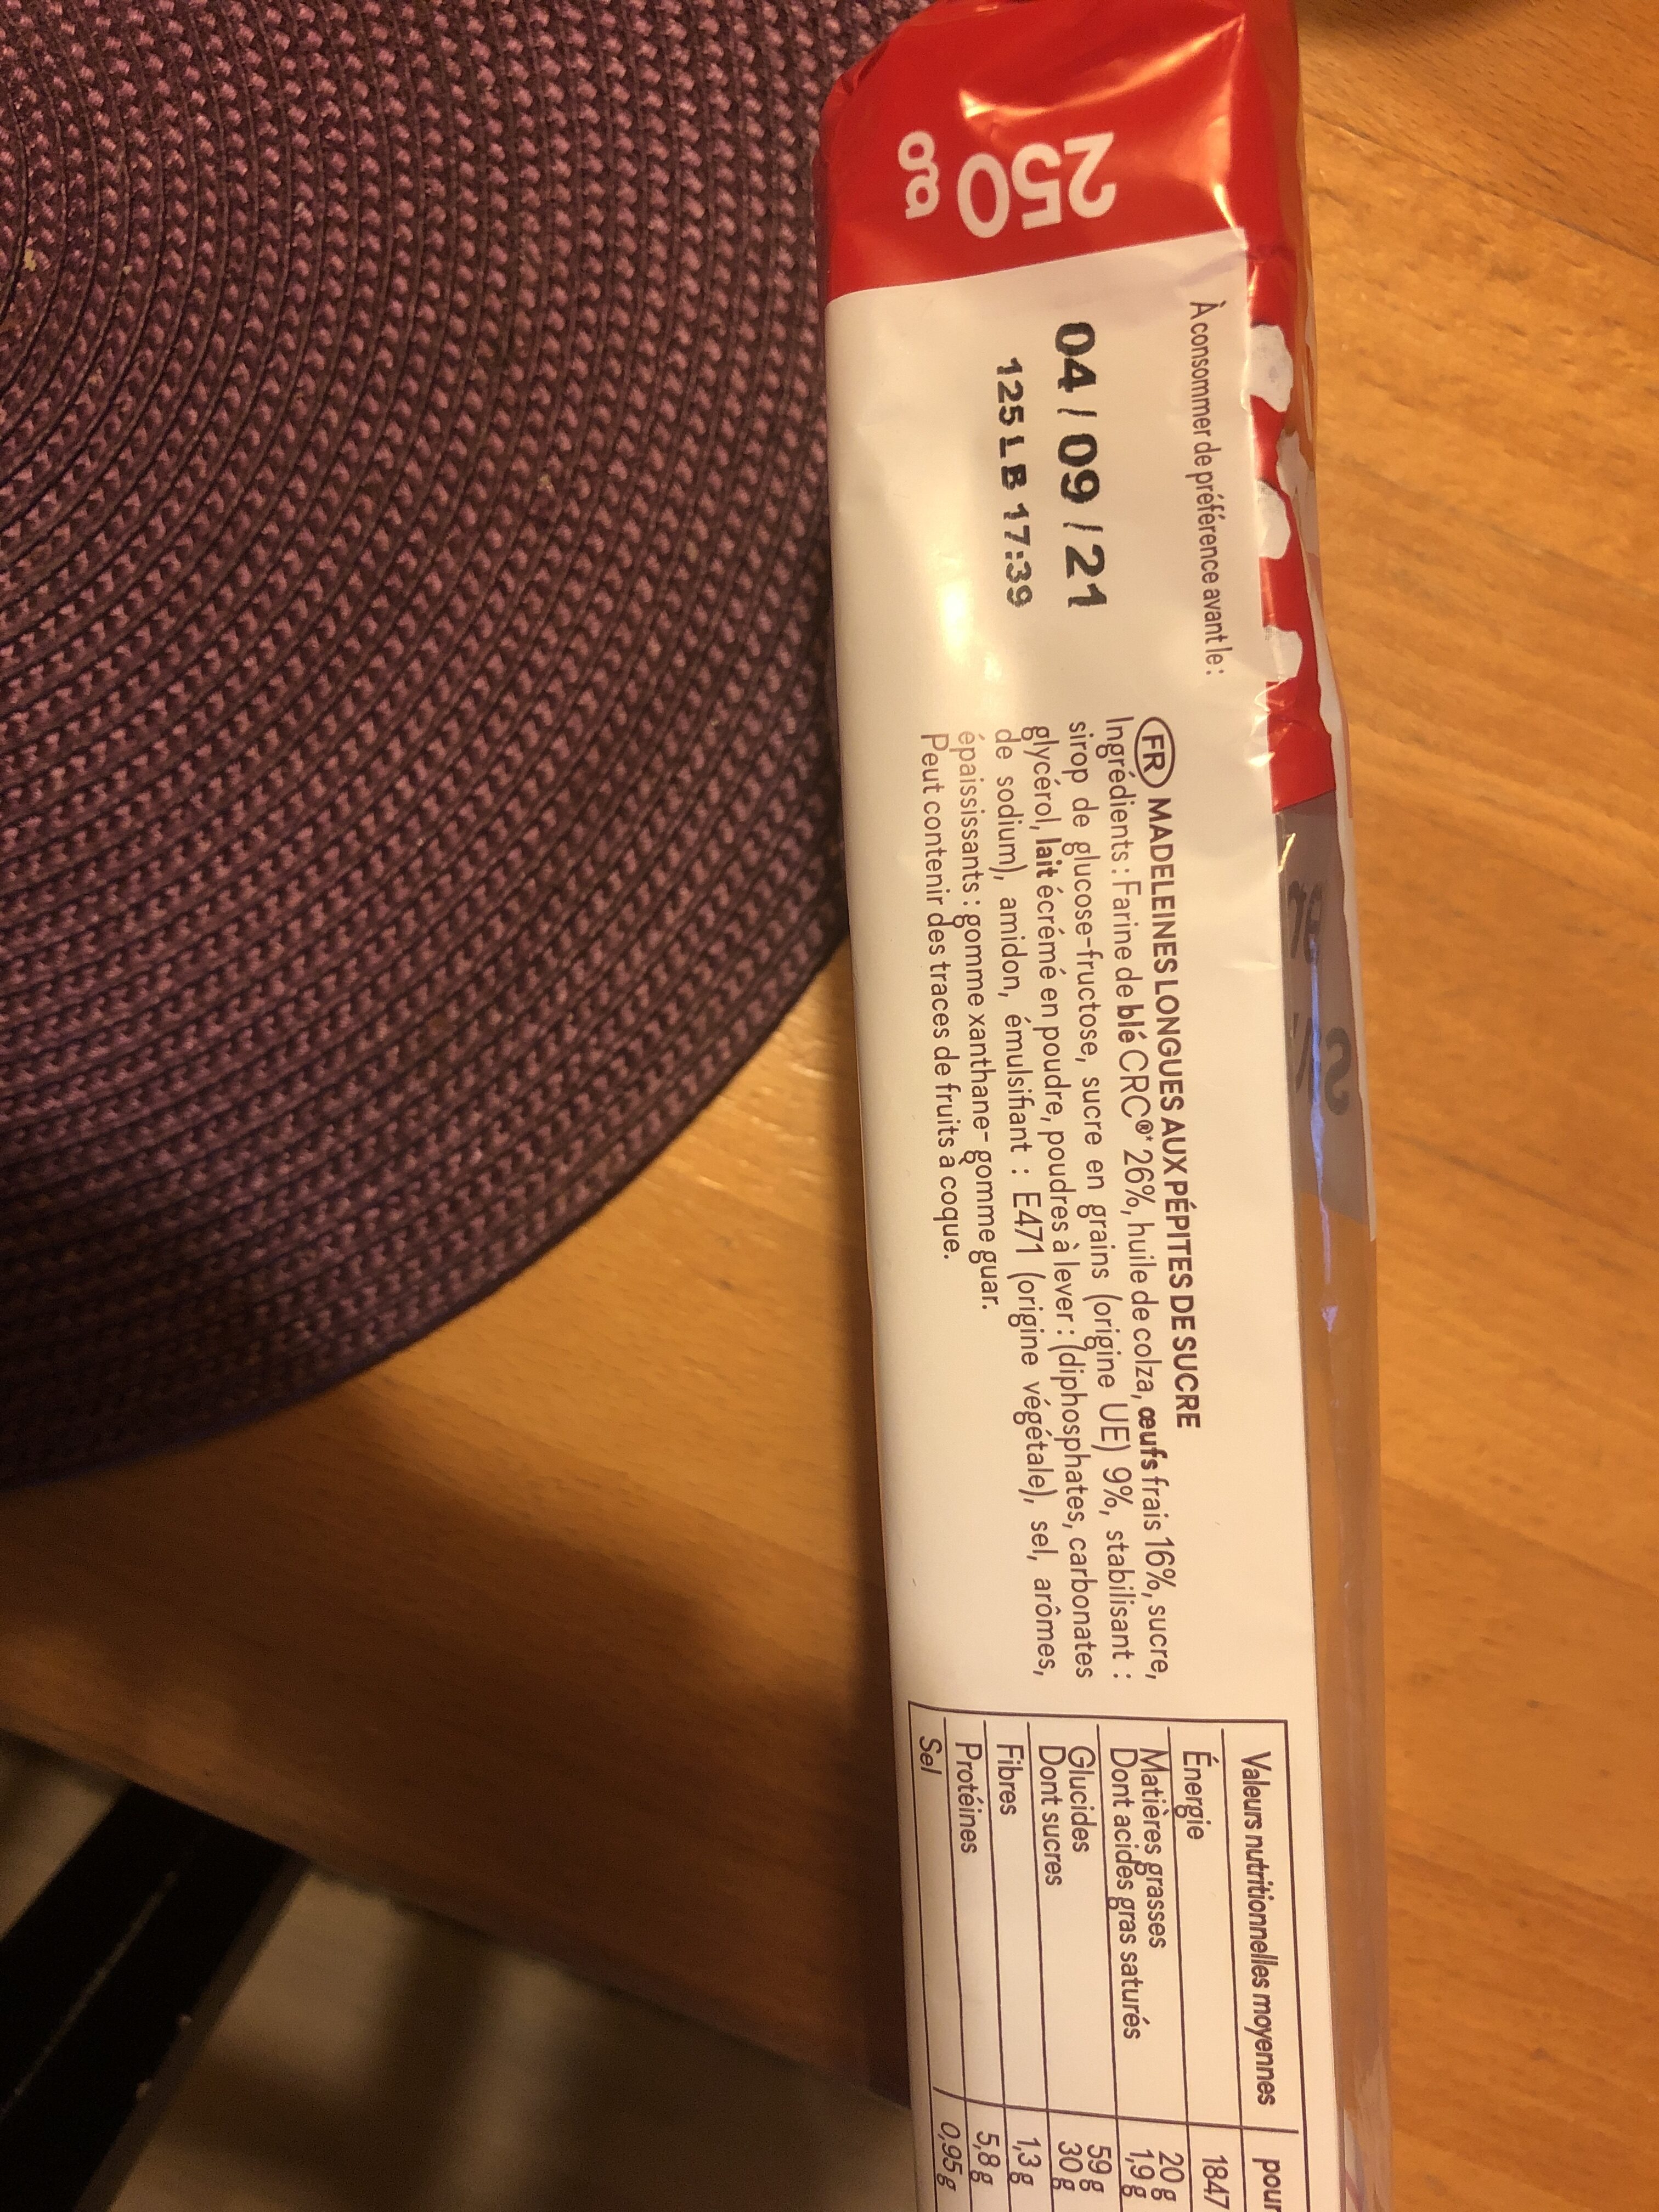 250 g
À consommer de préférence avant le :
04 / 09 / 21
125 L B 17:39
FR MADELEINES LONGUES AUX PÉPITES DE SUCRE
Ingrédients : Farine de blé CRC®* 26%, huile de colza, œufs frais 16%, sucre,
sirop de glucose-fructose, sucre en grains (origine UE) 9%, stabilisant :
glycérol, lait écrémé en poudre, poudres à lever : (diphosphates, carbonates
de sodium), amidon, émulsifiant : E471 (origine végétale), sel, arômes,
épaississants : gomme xanthane- gomme guar.
Peut contenir des traces de fruits à coque.
Valeurs nutritionnelles moyennes pour
Énergie 1847
Matières grasses 20 g
Dont acides gras saturés 1,9 g
Glucides 59 g
Dont sucres 30 g
Fibres 1,3 g
Protéines 5,8 g
Sel 0,95 g